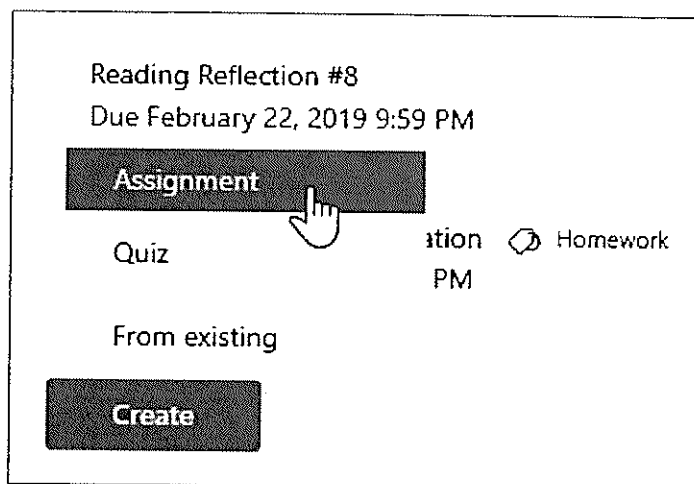 Reading Reflection #8
Due February 22, 2019 9:59 PM
Assignment
Quiz
ation Homework
PM
From existing
Create